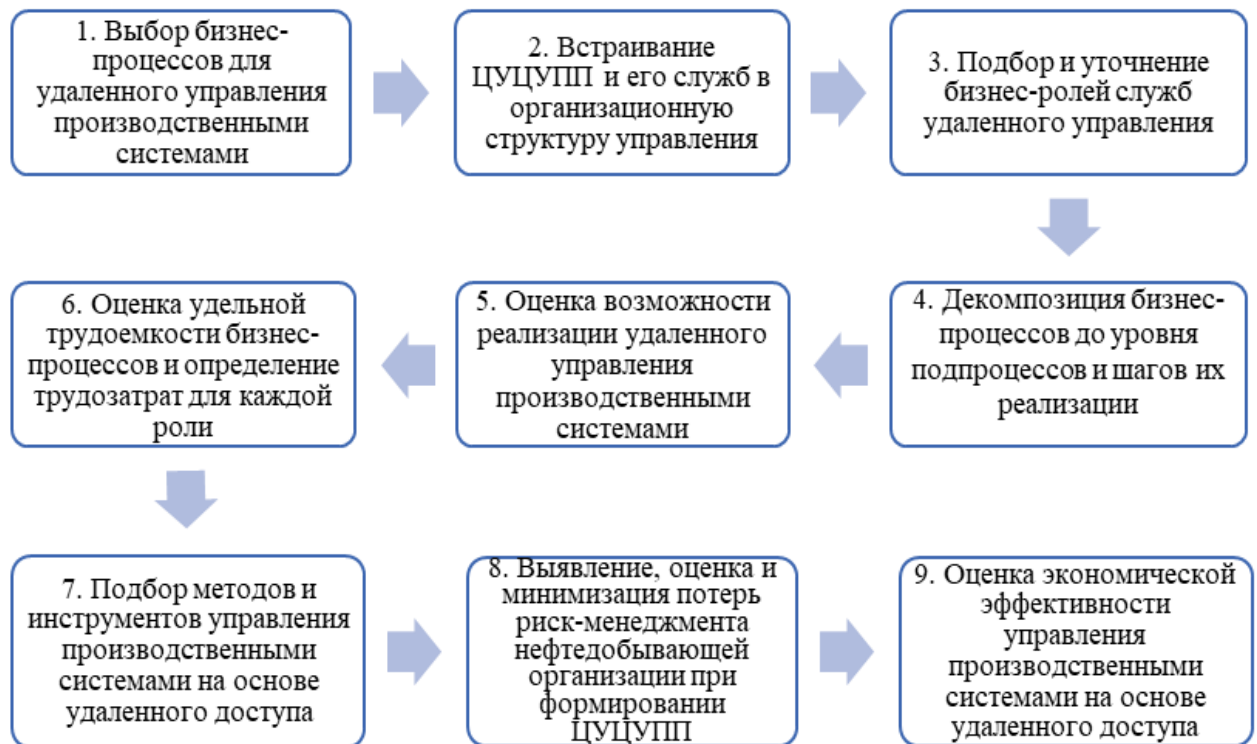 1. Выбор бизнес-
процессов для
удаленного управления
производственными
системами
2. Встраивание
ЦУЦУПП и его служб в
организационную
структуру управления
3. Подбор и уточнение
бизнес-ролей служб
удаленного управления
6. Оценка удельной
трудоемкости бизнес-
процессов и определение
трудозатрат для каждой
роли
5. Оценка возможности
реализации удаленного
управления
производственными
системами
4. Декомпозиция бизнес-
процессов до уровня
подпроцессов и шагов их
реализации
7. Подбор методов и
инструментов управления
производственными
системами на основе
удаленного доступа
8. Выявление, оценка и
минимизация потерь
риск-менеджмента
нефтедобывающей
организации при
формировании
ЦУЦУПП
9. Оценка экономической
эффективности
управления
производственными
системами на основе
удаленного доступа